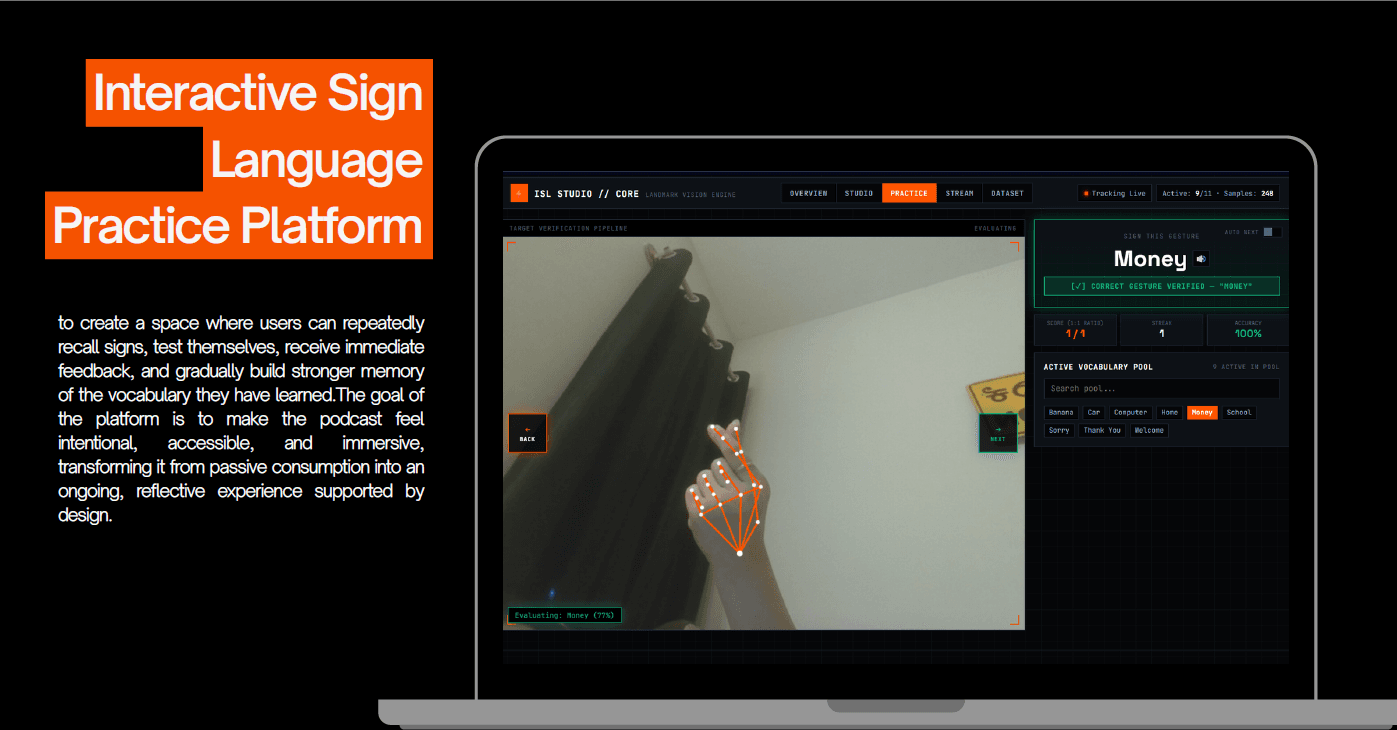 Interactive Sign
Language
Practice Platform
to create a space where users can repeatedly
recall signs, test themselves, receive immediate
feedback, and gradually build stronger memory
of the vocabulary they have learned.The goal of
the platform is to make the podcast feel
intentional, accessible, and immersive,
transforming it from passive consumption into an
ongoing, reflective experience supported by
design.
ISL STUDIO // CORE LANDMARK VISION ENGINE
OVERVIEW STUDIO PRACTICE STREAM DATASET
Tracking Live
Active: 9/11 · Samples: 248
TARGET VERIFICATION PIPELINE
EVALUATING
← BACK
→ NEXT
Evaluating: Money (77%)
SIGN THIS GESTURE
AUTO NEXT
Money
[✓] CORRECT GESTURE VERIFIED — "MONEY"
SCORE (1:1 RATIO) STREAK ACCURACY
1/1 1 100%
ACTIVE VOCABULARY POOL 9 ACTIVE IN POOL
Search pool...
Banana Car Computer Home Money School
Sorry Thank You Welcome